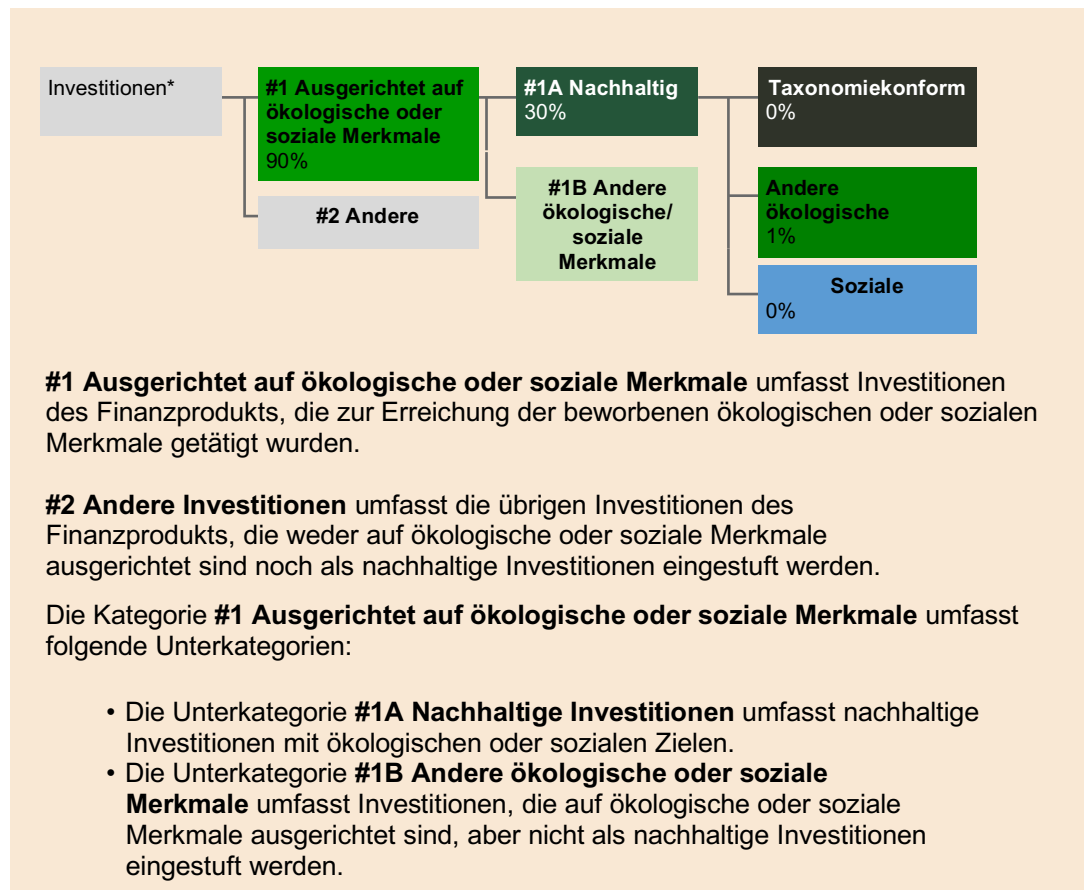 Investitionen*
#1 Ausgerichtet auf
ökologische oder
soziale Merkmale
90%
#2 Andere
#1A Nachhaltig
30%
#1B Andere
ökologische/
soziale
Merkmale
Taxonomiekonform
0%
Andere
ökologische
1%
Soziale
0%
#1 Ausgerichtet auf ökologische oder soziale Merkmale umfasst Investitionen
des Finanzprodukts, die zur Erreichung der beworbenen ökologischen oder sozialen
Merkmale getätigt wurden.
#2 Andere Investitionen umfasst die übrigen Investitionen des
Finanzprodukts, die weder auf ökologische oder soziale Merkmale
ausgerichtet sind noch als nachhaltige Investitionen eingestuft werden.
Die Kategorie #1 Ausgerichtet auf ökologische oder soziale Merkmale umfasst
folgende Unterkategorien:
• Die Unterkategorie #1A Nachhaltige Investitionen umfasst nachhaltige
Investitionen mit ökologischen oder sozialen Zielen.
• Die Unterkategorie #1B Andere ökologische oder soziale
Merkmale umfasst Investitionen, die auf ökologische oder soziale
Merkmale ausgerichtet sind, aber nicht als nachhaltige Investitionen
eingestuft werden.